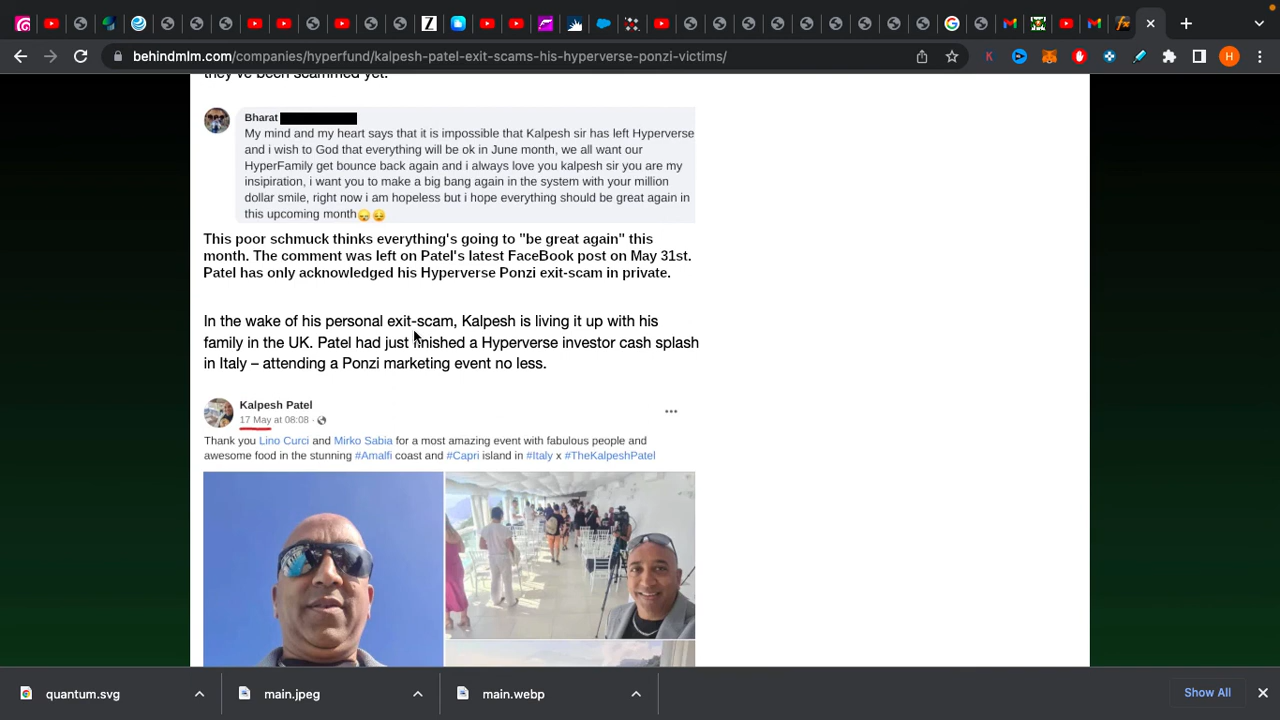 behindmlm.com/companies/hyperfund/kalpesh-patel-exit-scams-his-hyperverse-ponzi-victims/
they've been scammed yet.
Bharat
My mind and my heart says that it is impossible that Kalpesh sir has left Hyperverse
and i wish to God that everything will be ok in June month, we all want our
HyperFamily get bounce back again and i always love you kalpesh sir you are my
insipiration, i want you to make a big bang again in the system with your million
dollar smile, right now i am hopeless but i hope everything should be great again in
this upcoming month
This poor schmuck thinks everything's going to "be great again" this
month. The comment was left on Patel's latest FaceBook post on May 31st.
Patel has only acknowledged his Hyperverse Ponzi exit-scam in private.
In the wake of his personal exit-scam, Kalpesh is living it up with his
family in the UK. Patel had just finished a Hyperverse investor cash splash
in Italy – attending a Ponzi marketing event no less.
Kalpesh Patel
17 May at 08:08 ·
Thank you Lino Curci and Mirko Sabia for a most amazing event with fabulous people and
awesome food in the stunning #Amalfi coast and #Capri island in #Italy x #TheKalpeshPatel
quantum.svg
main.jpeg
main.webp
Show All